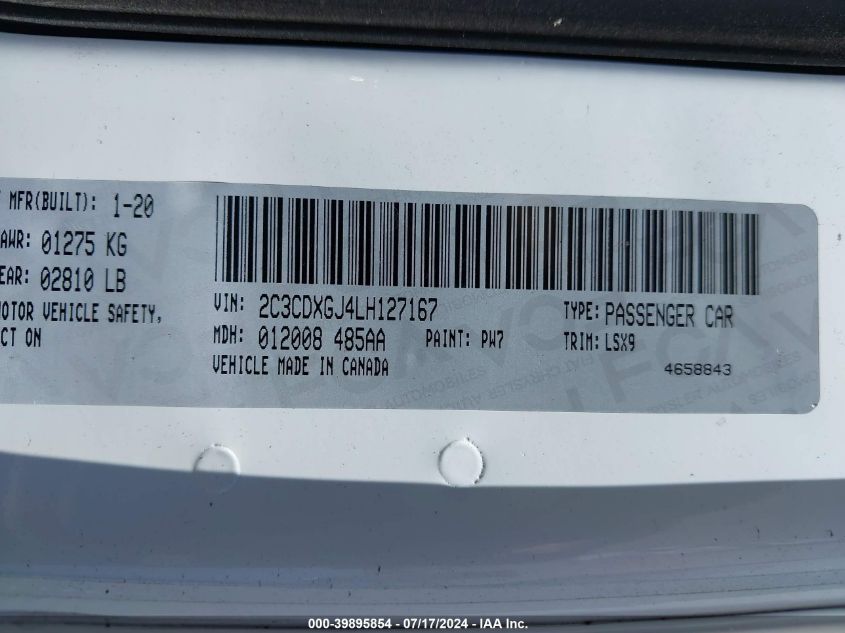 MFR(BUILT): 1-20
AWR: 01275 KG
EAR: 02810 LB
MOTOR VEHICLE SAFETY,
CT ON
VIN: 2C3CDXGJ4LH127167 TYPE: PASSENGER CAR
MDH: 012008 485AA PAINT: PW7 TRIM: LSX9
VEHICLE MADE IN CANADA 4658843
000-39895854 - 07/17/2024 - IAA Inc.